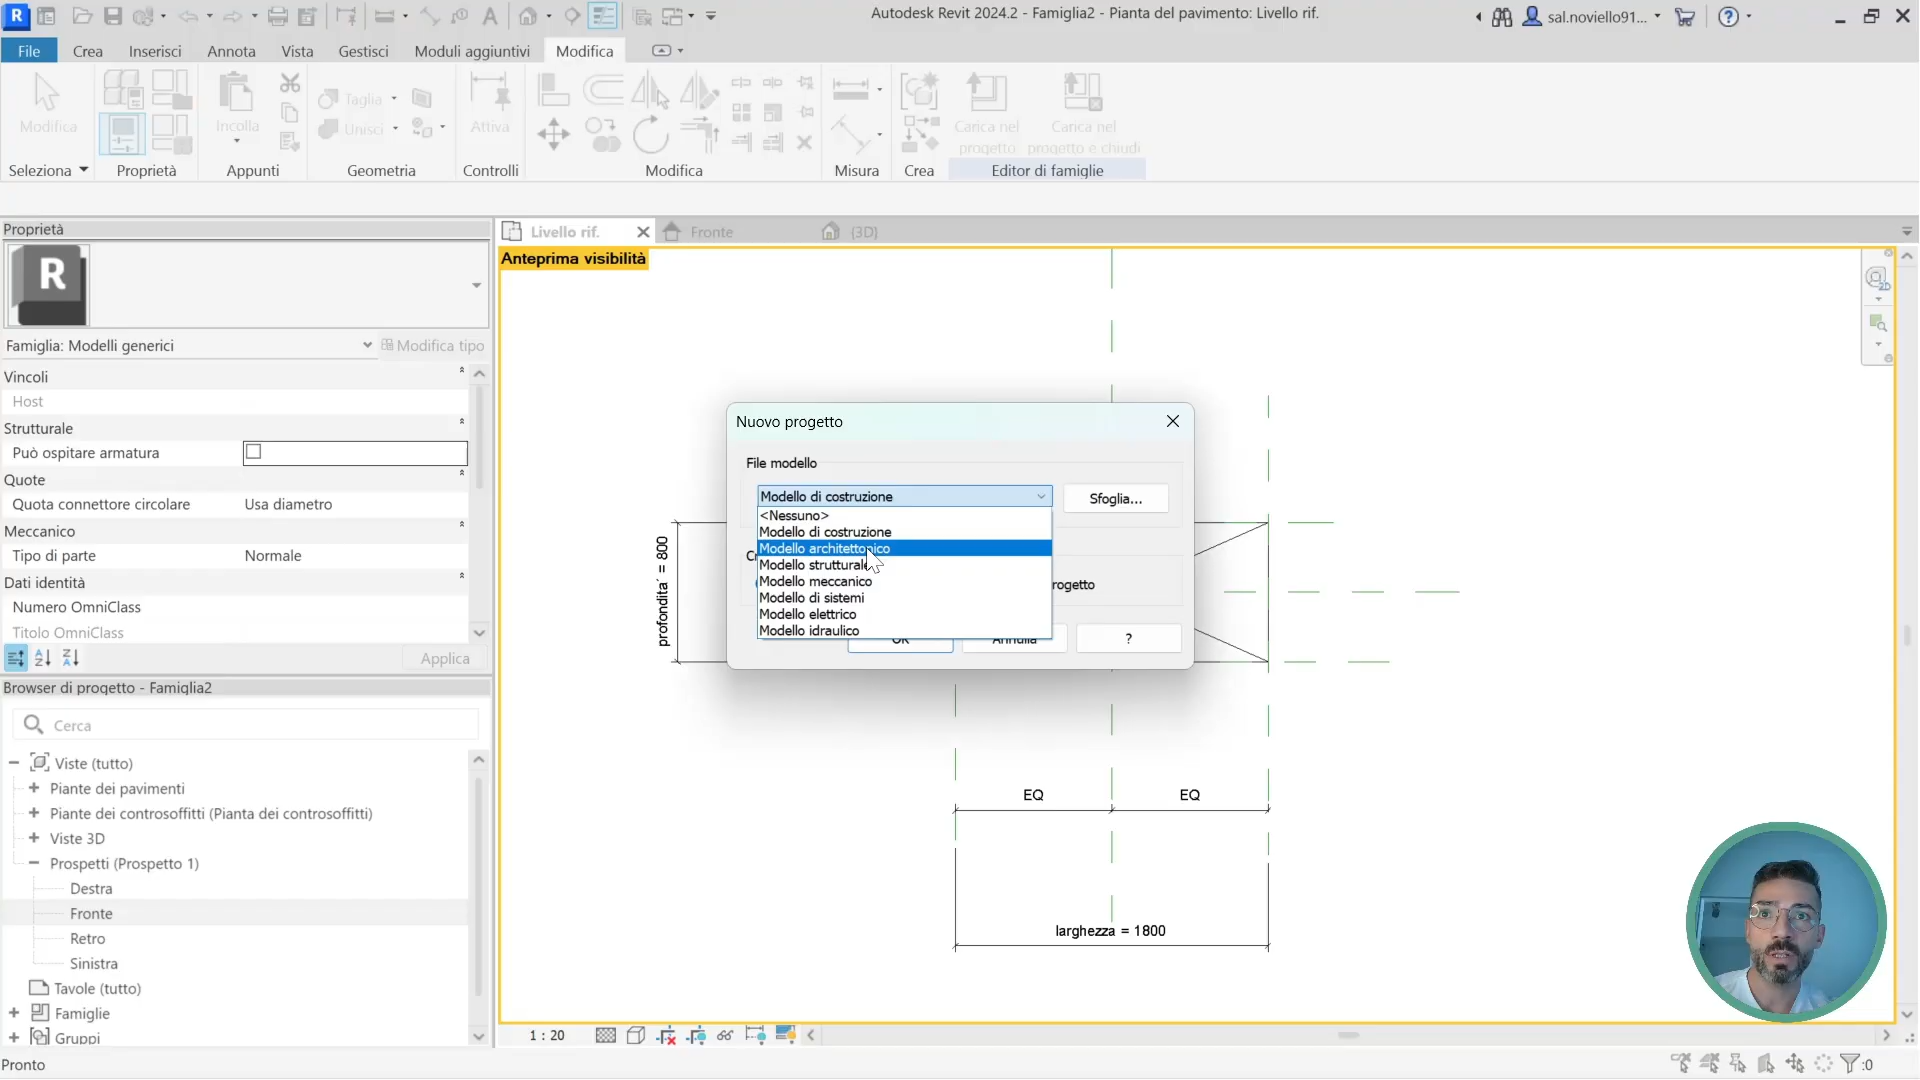 Autodesk Revit 2024.2 - Famiglia2 - Pianta del pavimento: Livello rif.
sal.noviello91...
File
Crea
Inserisci
Annota
Vista
Gestisci
Moduli aggiuntivi
Modifica
Modifica
Incolla
Taglia
Unisci
Attiva
Carica nel
progetto
Carica nel
progetto e chiudi
Seleziona
Proprietà
Appunti
Geometria
Controlli
Modifica
Misura
Crea
Editor di famiglie
Proprietà
R
Famiglia: Modelli generici
Modifica tipo
Vincoli
Host
Strutturale
Può ospitare armatura
Quote
Quota connettore circolare
Usa diametro
Meccanico
Tipo di parte
Normale
Dati identità
Numero OmniClass
Titolo OmniClass
Applica
Browser di progetto - Famiglia2
Cerca
Viste (tutto)
Piante dei pavimenti
Piante dei controsoffitti (Pianta dei controsoffitti)
Viste 3D
Prospetti (Prospetto 1)
Destra
Fronte
Retro
Sinistra
Tavole (tutto)
Famiglie
Gruppi
Pronto
Livello rif.
Fronte
{3D}
Anteprima visibilità
2D
Nuovo progetto
File modello
Modello di costruzione
Sfoglia...
<Nessuno>
Modello di costruzione
Modello architettonico
Modello strutturale
Modello meccanico
Modello di sistemi
Modello elettrico
Modello idraulico
rogetto
OK
Annulla
?
profondita' = 800
EQ
EQ
larghezza = 1800
1 : 20
:0